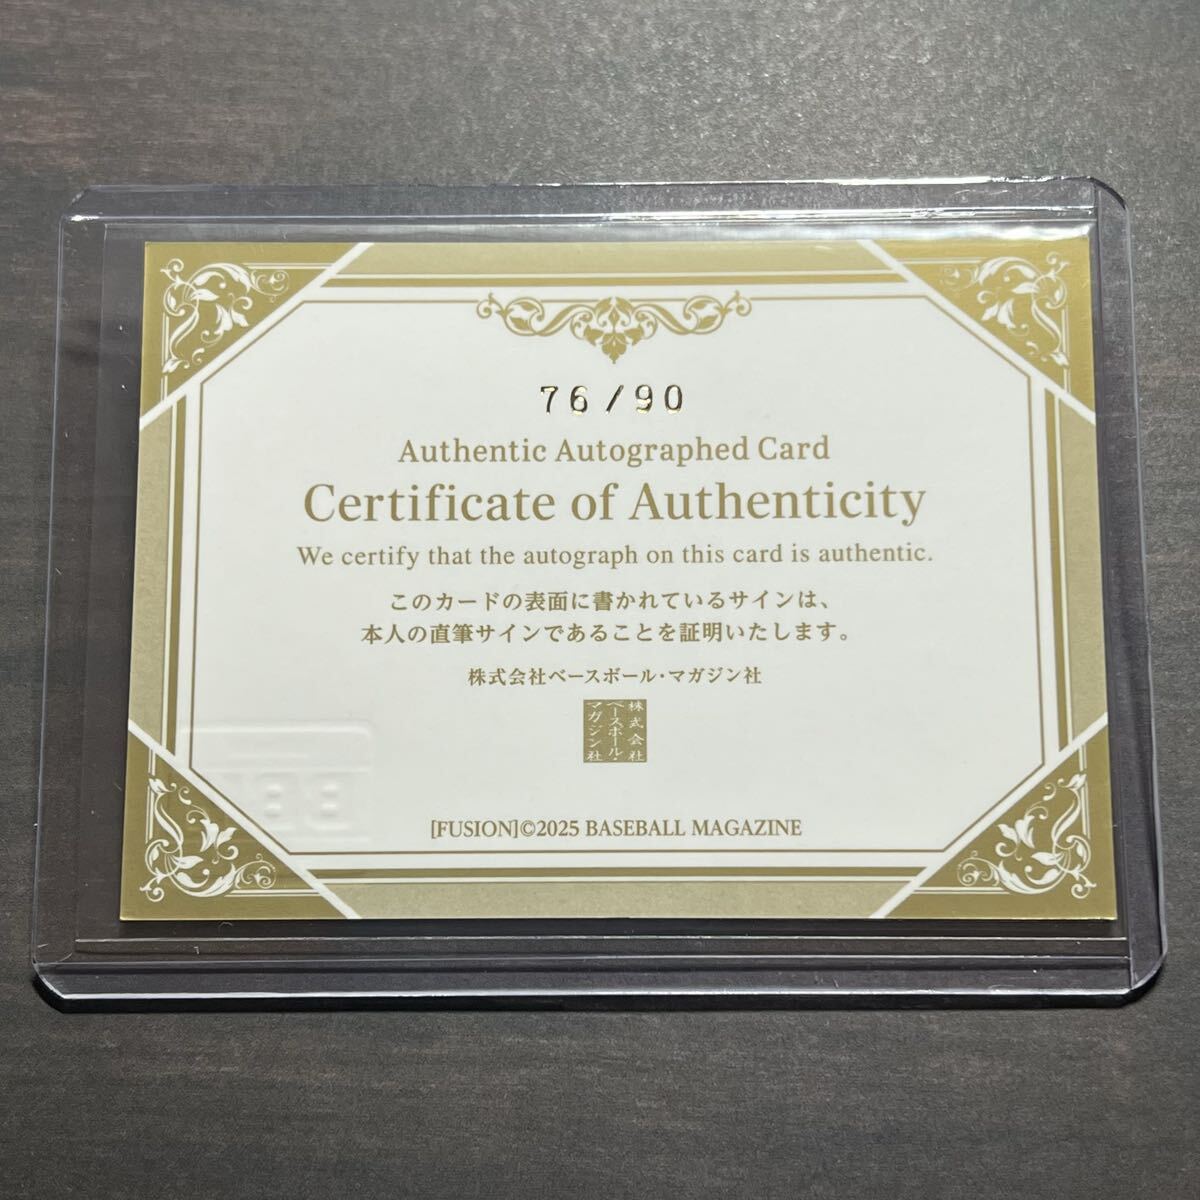 76/90
Authentic Autographed Card
Certificate of Authenticity
We certify that the autograph on this card is authentic.
このカードの表面に書かれているサインは、
本人の直筆サインであることを証明いたします。
株式会社ベースボール・マガジン社
株式会社
ベースボール・
マガジン社
BBM
[FUSION]©2025 BASEBALL MAGAZINE